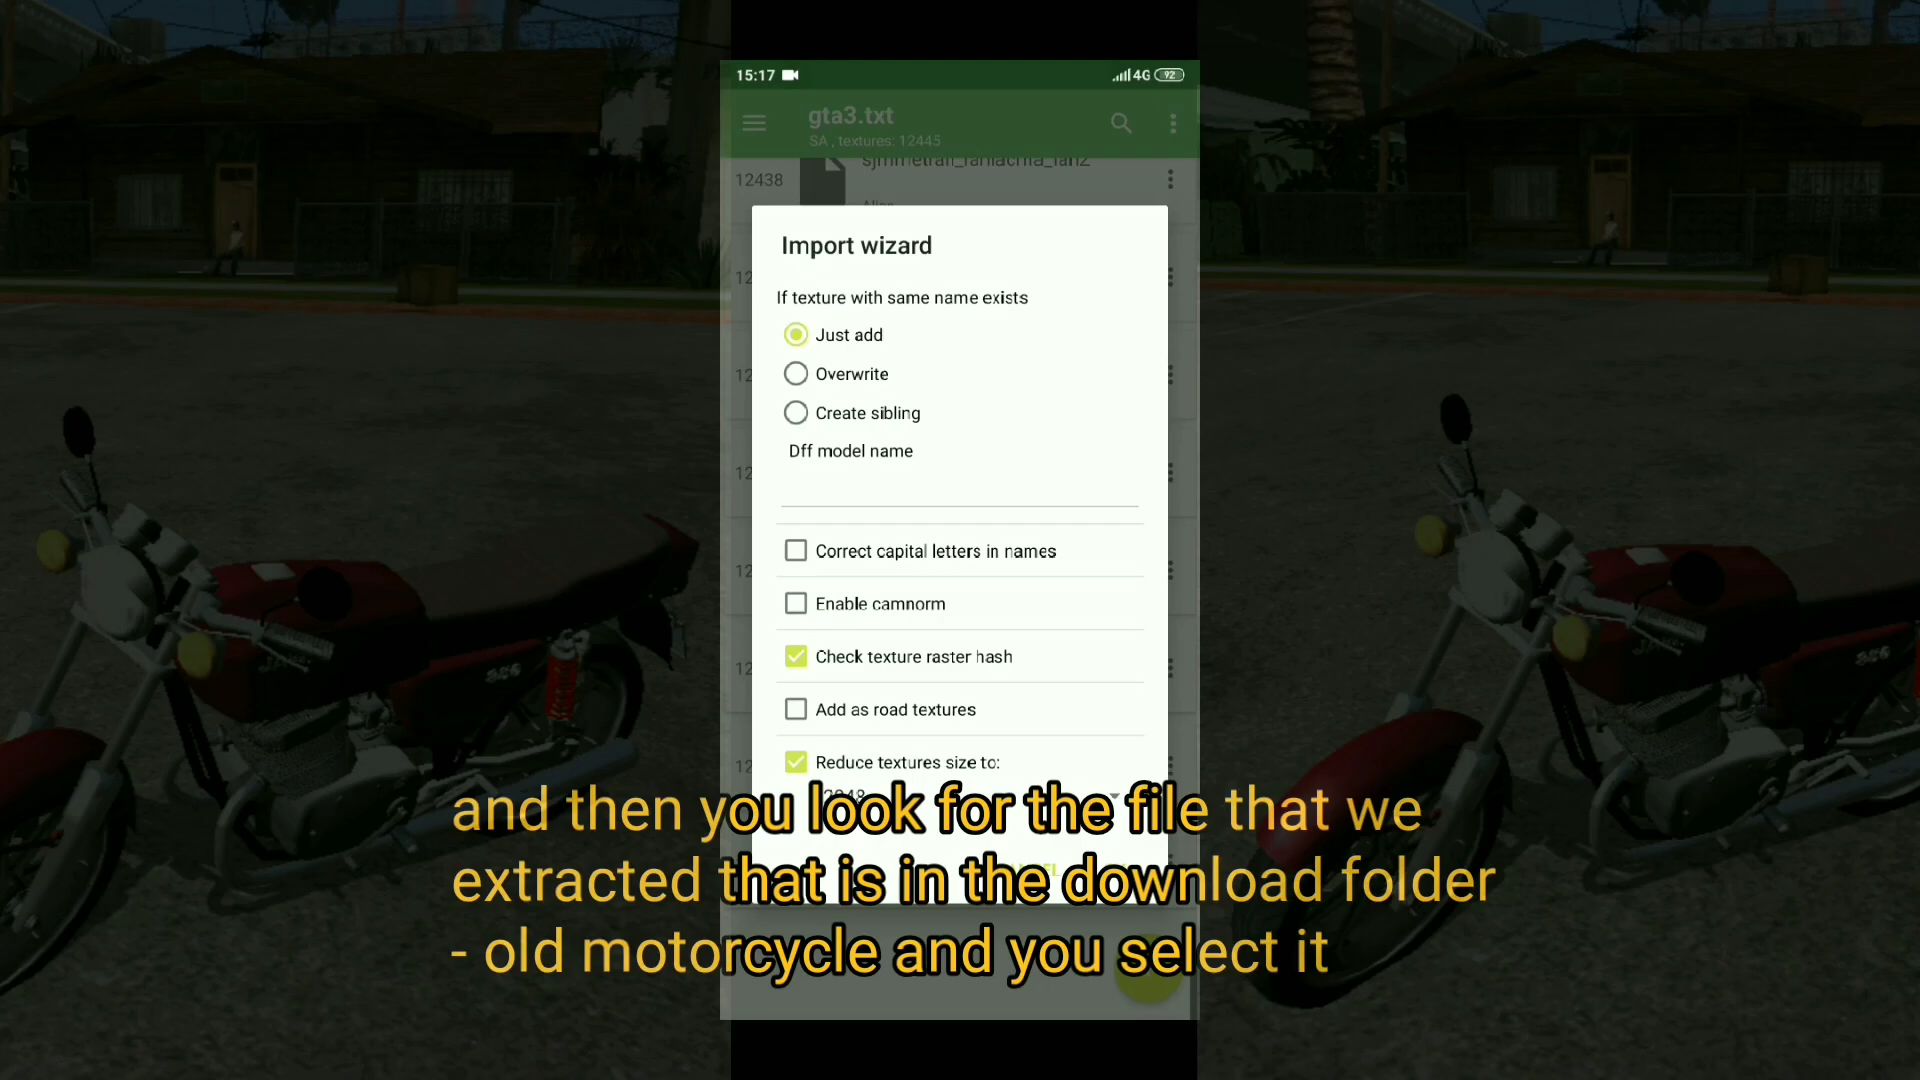 15:17
4G 92
gta3.txt
SA , textures: 12445
12438
Import wizard
If texture with same name exists
Just add
Overwrite
Create sibling
Dff model name
Correct capital letters in names
Enable camnorm
Check texture raster hash
Add as road textures
Reduce textures size to:
and then you look for the file that we
extracted that is in the download folder
- old motorcycle and you select it